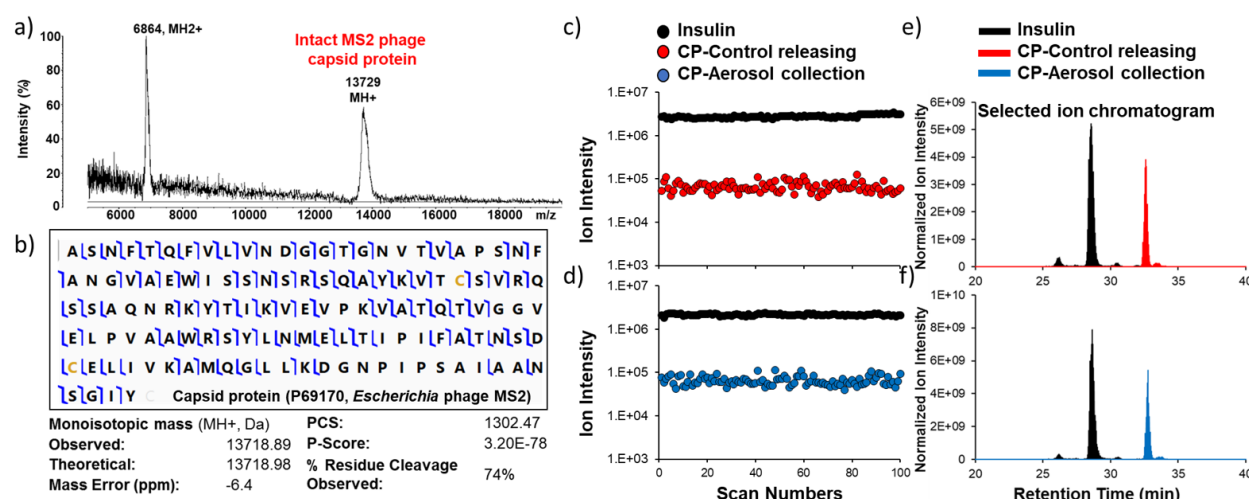 a)
6864, MH2+
Intact MS2 phage
capsid protein
13729
MH+
Intensity (%)
100
80
60
40
20
0
6000 8000 10000 12000 14000 16000 18000 m/z
b)
A S N F T Q F V L V N D G G T G N V T V A P S N F
A N G V A E W I S S N S R S Q A Y K V T C S V R Q
S S A Q N R K Y T I K V E V P K V A T Q T V G G V
E L P V A A W R S Y L N M E L T I P I F A T N S D
C E L I V K A M Q G L L K D G N P I P S A I A A N
S G I Y C Capsid protein (P69170, Escherichia phage MS2)
Monoisotopic mass (MH+, Da)
Observed: 13718.89
Theoretical: 13718.98
Mass Error (ppm): -6.4
PCS: 1302.47
P-Score: 3.20E-78
% Residue Cleavage
Observed: 74%
c)
Insulin
CP-Control releasing
CP-Aerosol collection
Ion Intensity
1.E+07
1.E+06
1.E+05
1.E+04
1.E+03
d)
Ion Intensity
1.E+07
1.E+06
1.E+05
1.E+04
1.E+03
0 20 40 60 80 100
Scan Numbers
e)
Insulin
CP-Control releasing
CP-Aerosol collection
Selected ion chromatogram
Normalized Ion Intensity
6E+09
5E+09
4E+09
3E+09
2E+09
1E+09
0E+00
20 25 30 35 40
f)
Normalized Ion Intensity
1E+10
8E+09
6E+09
4E+09
2E+09
0E+00
20 25 30 35 40
Retention Time (min)